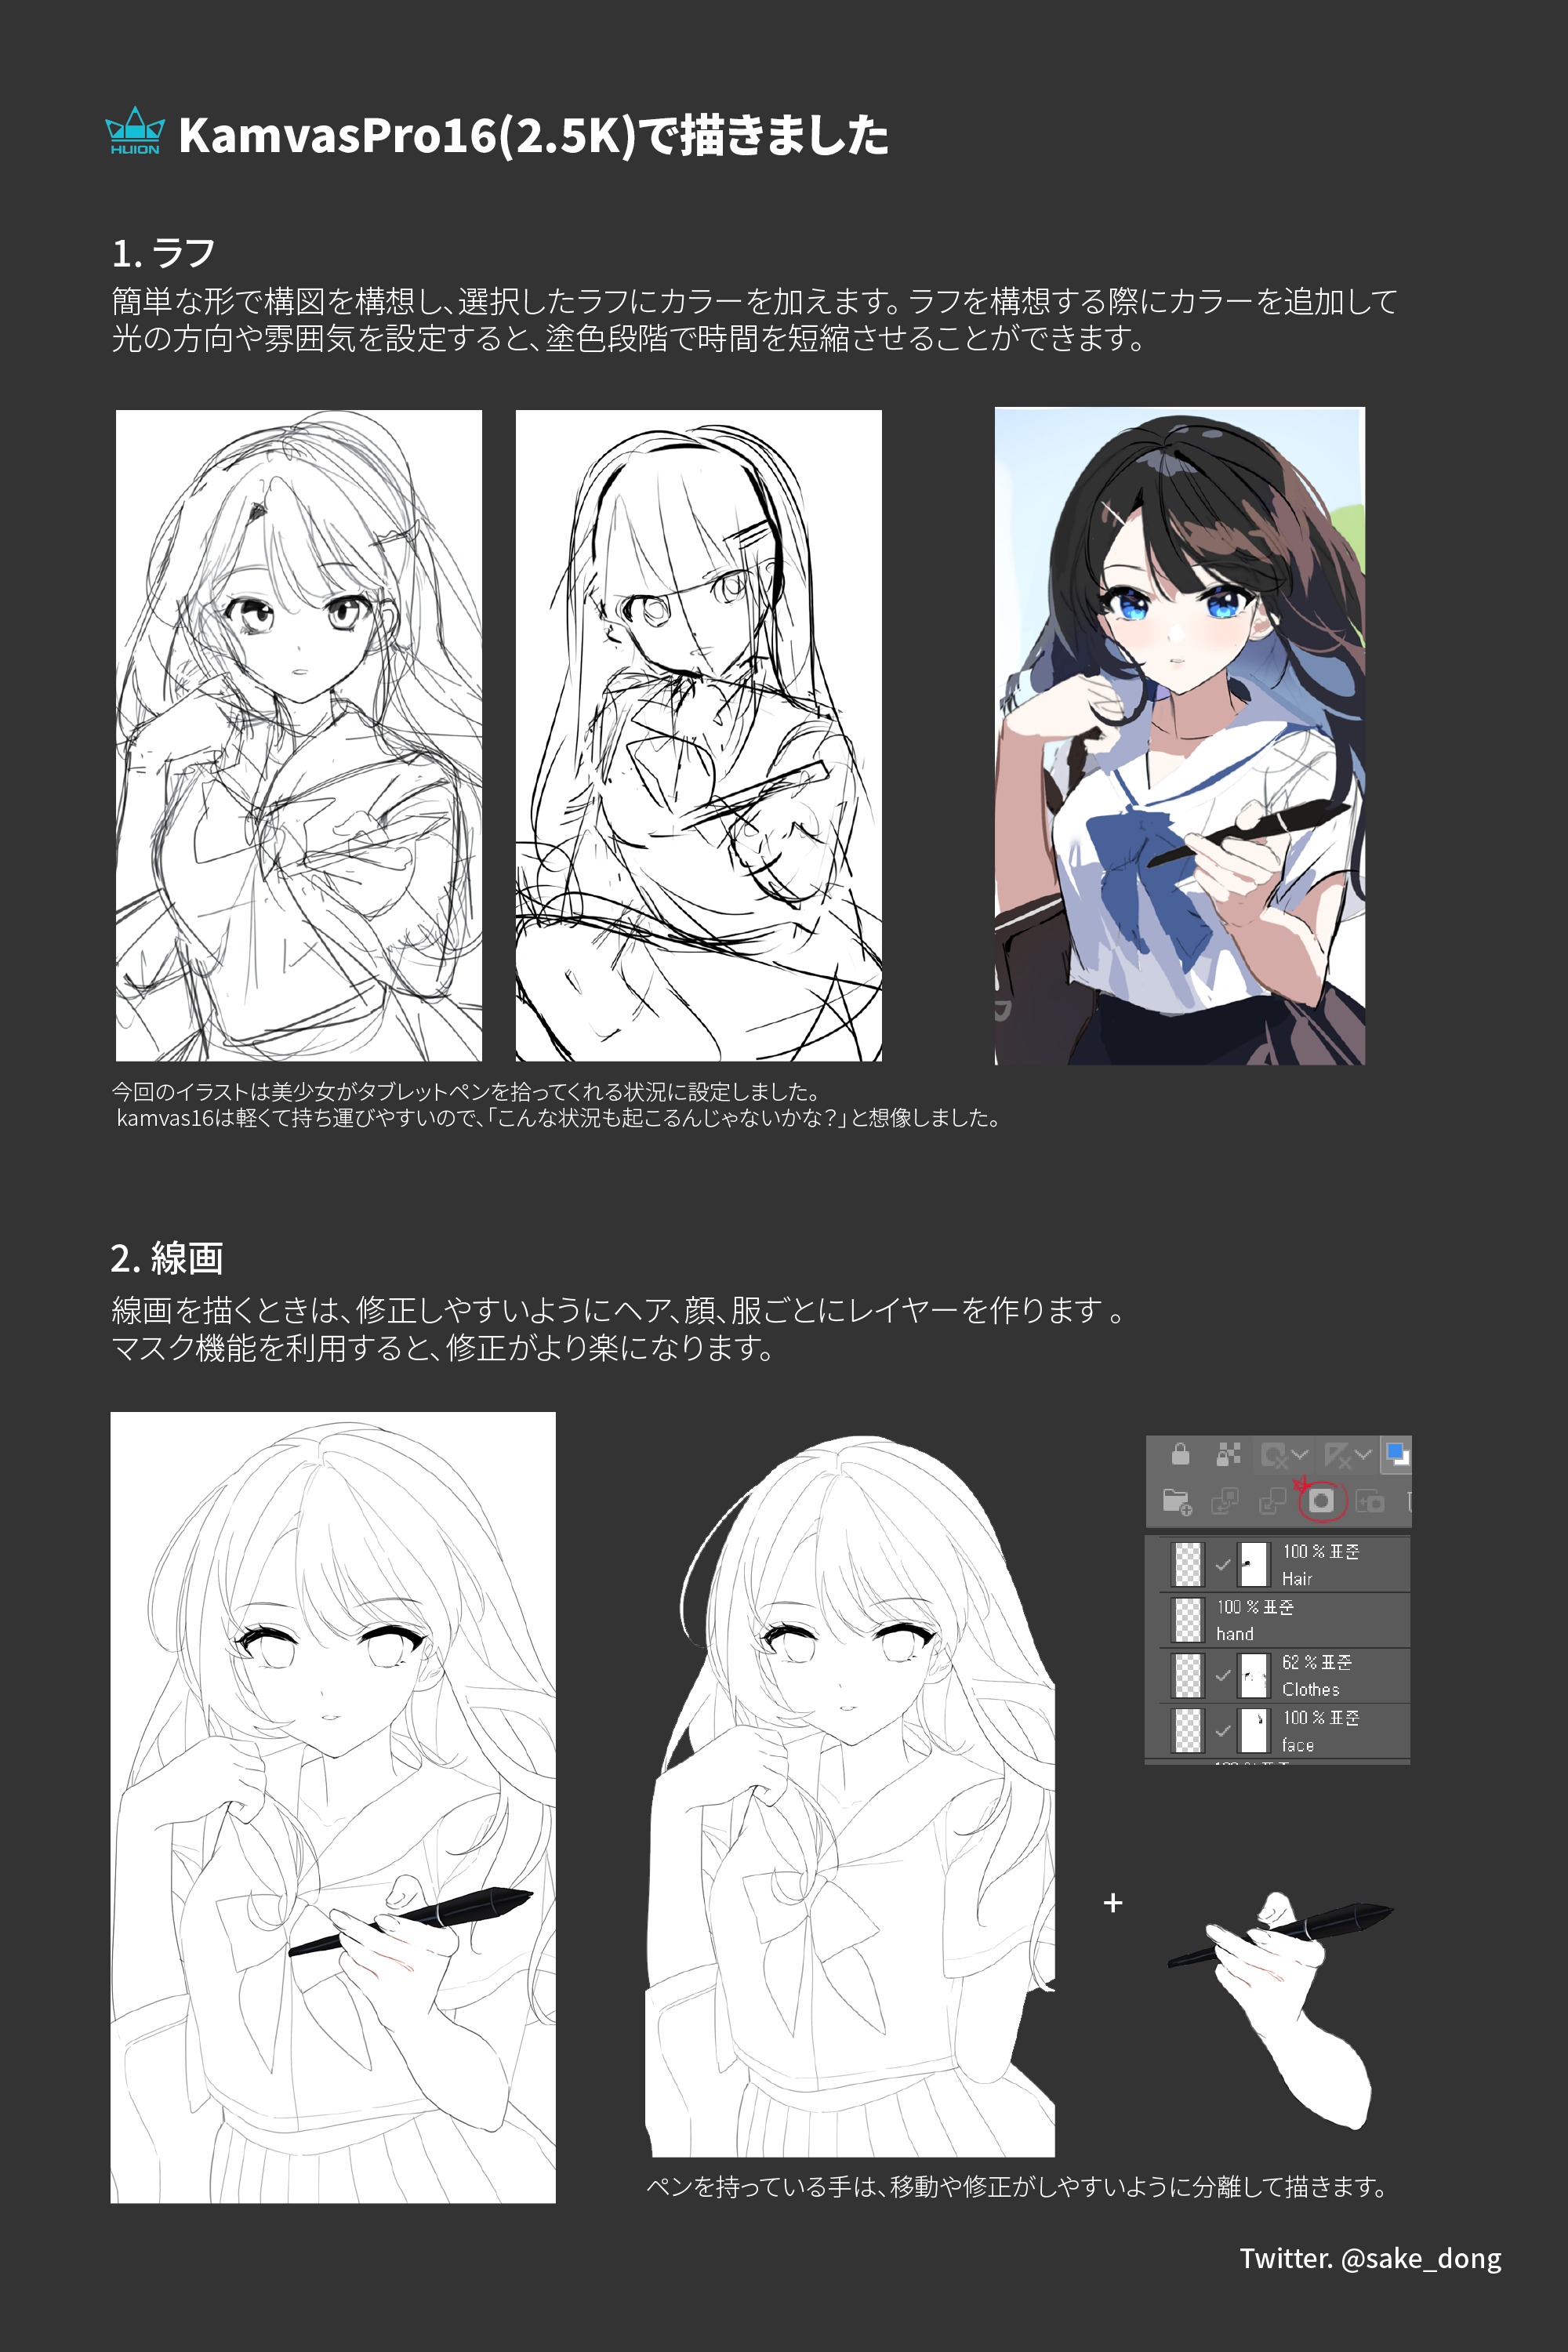 HUION
KamvasPro16(2.5K)で描きました
1. ラフ
簡単な形で構図を構想し、選択したラフにカラーを加えます。ラフを構想する際にカラーを追加して
光の方向や雰囲気を設定すると、塗色段階で時間を短縮させることができます。
今回のイラストは美少女がタブレットペンを拾ってくれる状況に設定しました。
kamvas16は軽くて持ち運びやすいので、「こんな状況も起こるんじゃないかな？」と想像しました。
2. 線画
線画を描くときは、修正しやすいようにヘア、顔、服ごとにレイヤーを作ります 。
マスク機能を利用すると、修正がより楽になります。
100 % 표준
Hair
100 % 표준
hand
62 % 표준
Clothes
100 % 표준
face
+
ペンを持っている手は、移動や修正がしやすいように分離して描きます。
Twitter. @sake_dong